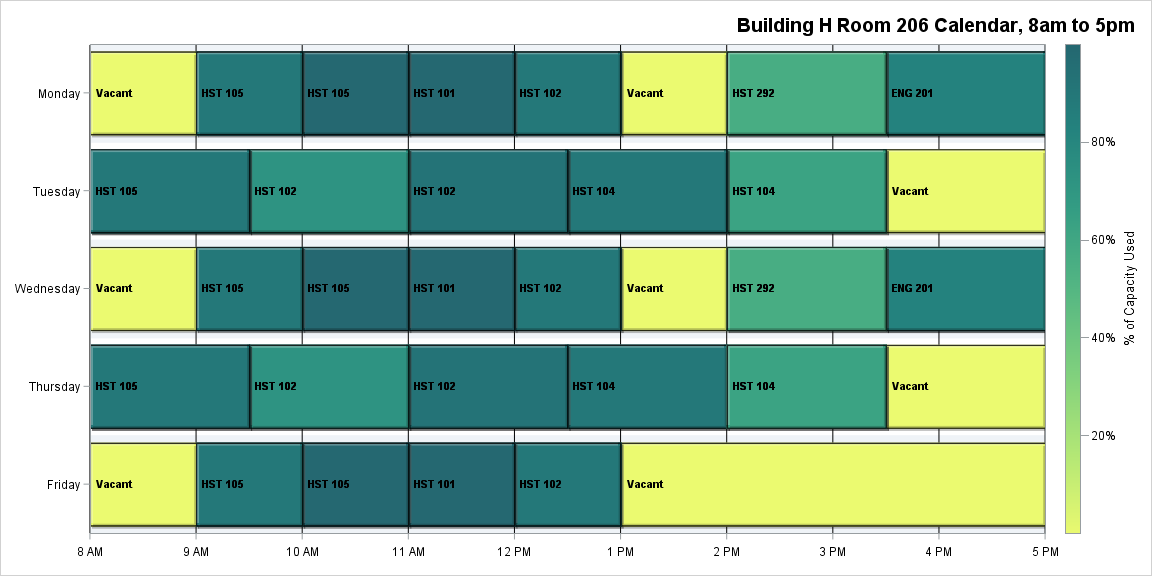 Building H Room 206 Calendar, 8am to 5pm
Monday
Vacant
HST 105
HST 105
HST 101
HST 102
Vacant
HST 292
ENG 201
Tuesday
HST 105
HST 102
HST 102
HST 104
HST 104
Vacant
Wednesday
Vacant
HST 105
HST 105
HST 101
HST 102
Vacant
HST 292
ENG 201
Thursday
HST 105
HST 102
HST 102
HST 104
HST 104
Vacant
Friday
Vacant
HST 105
HST 105
HST 101
HST 102
Vacant
8 AM
9 AM
10 AM
11 AM
12 PM
1 PM
2 PM
3 PM
4 PM
5 PM
80%
60%
40%
20%
% of Capacity Used